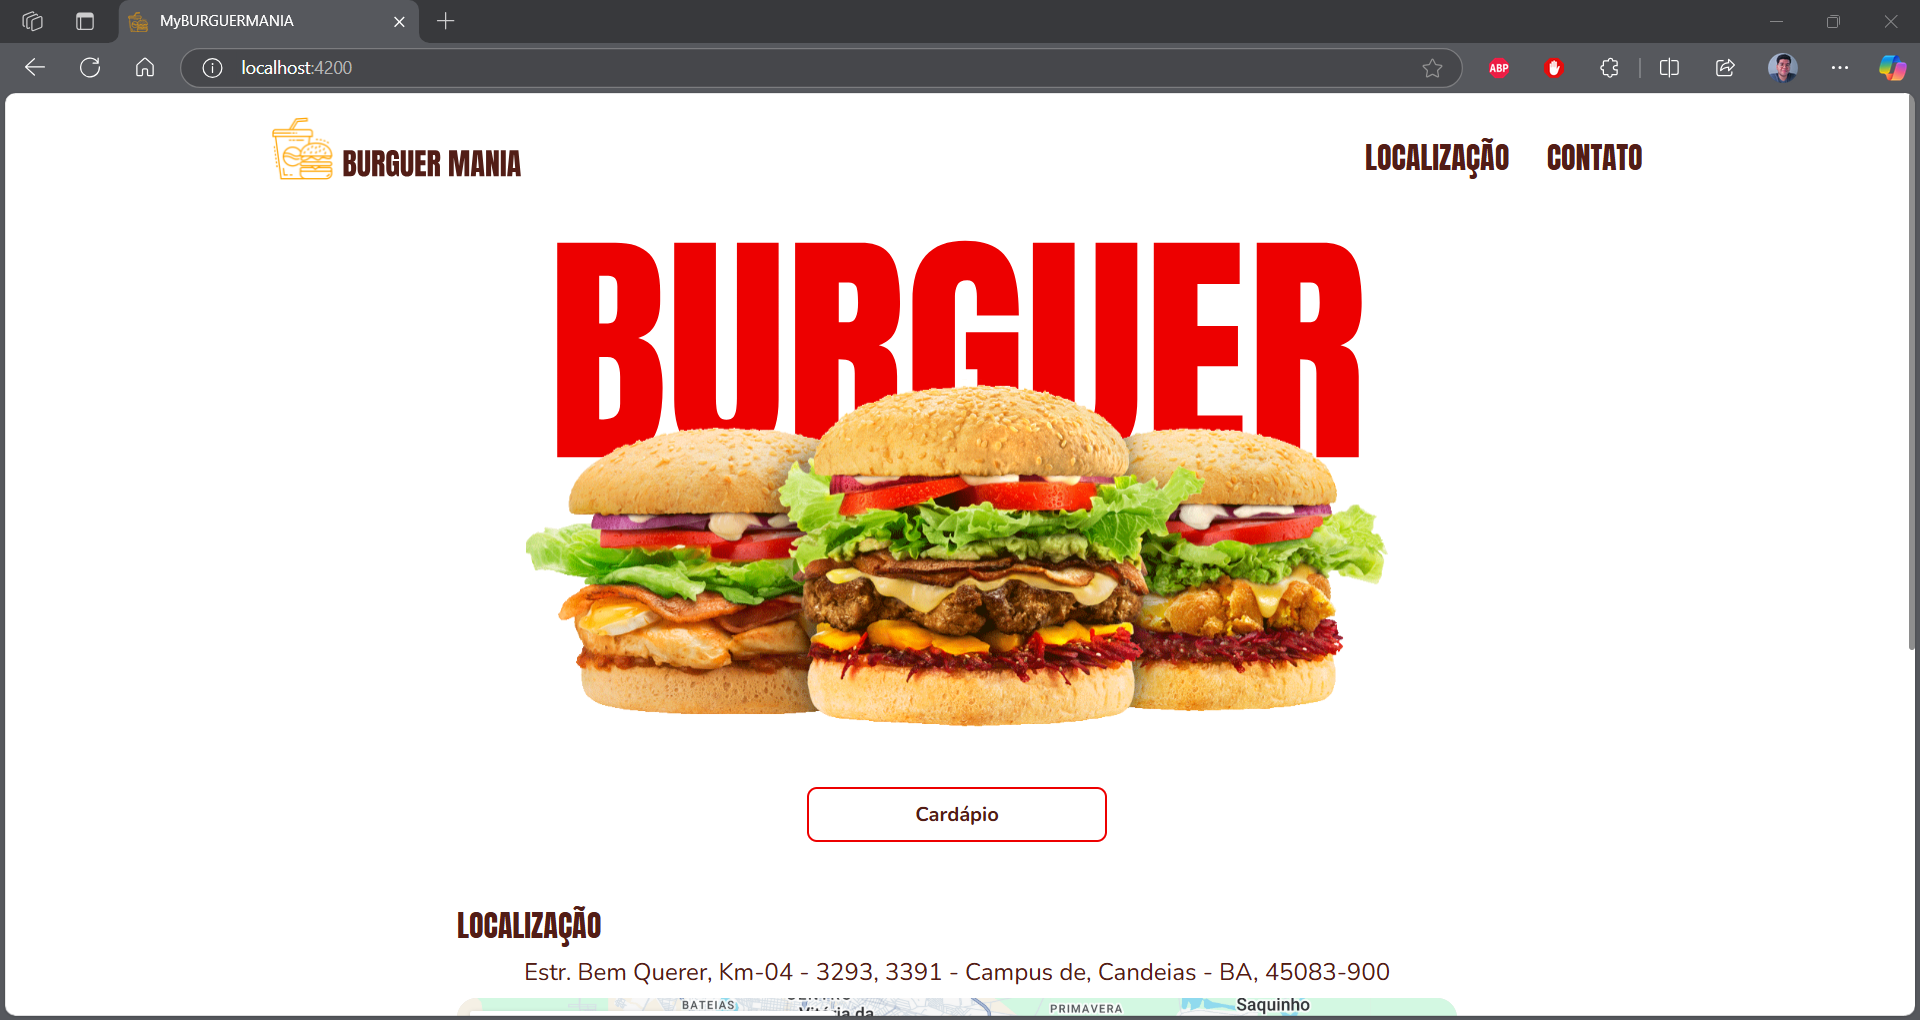 MyBURGUERMANIA
localhost:4200
ABP
BURGUER MANIA
LOCALIZAÇÃO CONTATO
BURGUER
Cardápio
LOCALIZAÇÃO
Estr. Bem Querer, Km-04 - 3293, 3391 - Campus de, Candeias - BA, 45083-900
BATEIAS
PRIMAVERA
Saquinho